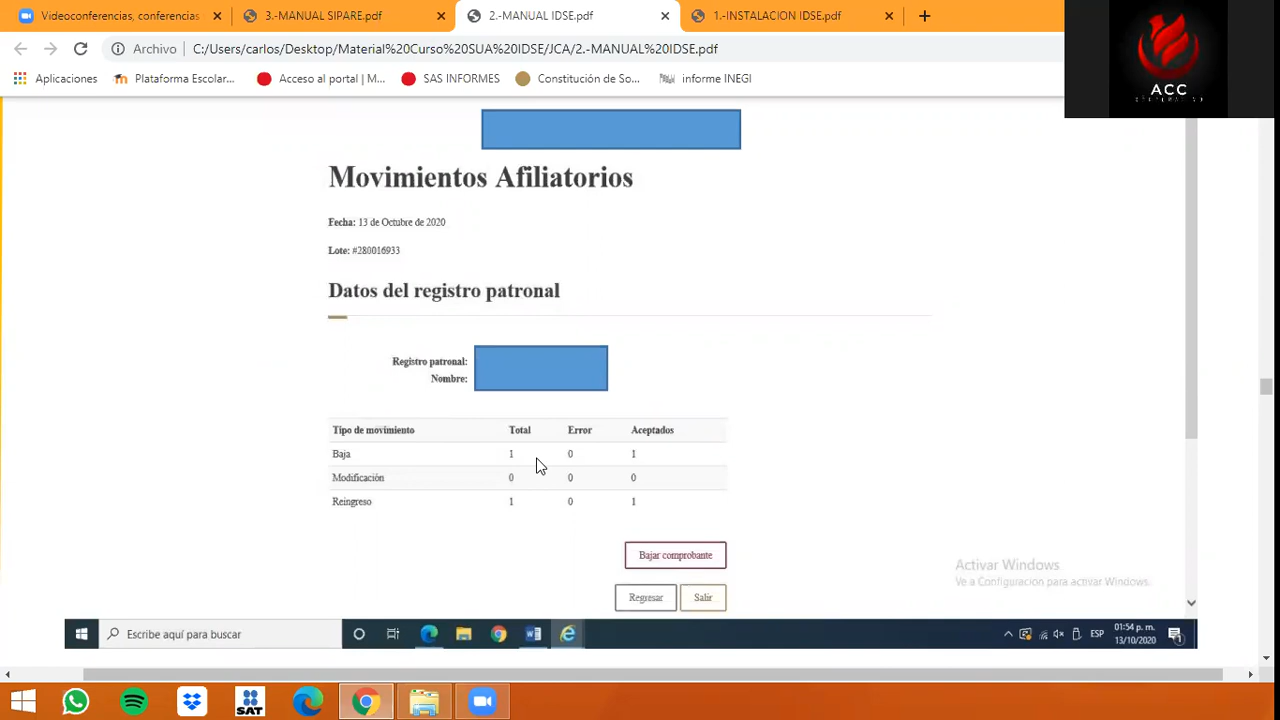 Videoconferencias, conferencias
3.-MANUAL SIPARE.pdf
2.-MANUAL IDSE.pdf
1.-INSTALACION IDSE.pdf
Archivo
C:/Users/carlos/Desktop/Material%20Curso%20SUA%20IDSE/JCA/2.-MANUAL%20IDSE.pdf
Aplicaciones
Plataforma Escolar...
Acceso al portal | M...
SAS INFORMES
Constitución de So...
informe INEGI
ACC
Movimientos Afiliatorios
Fecha: 13 de Octubre de 2020
Lote: #280016933
Datos del registro patronal
Registro patronal:
Nombre:
Tipo de movimiento Total Error Aceptados
Baja 1 0 1
Modificación 0 0 0
Reingreso 1 0 1
Bajar comprobante
Regresar
Salir
Activar Windows
Ve a Configuración para activar Windows.
Escribe aquí para buscar
ESP
01:54 p. m.
13/10/2020
1
SAT